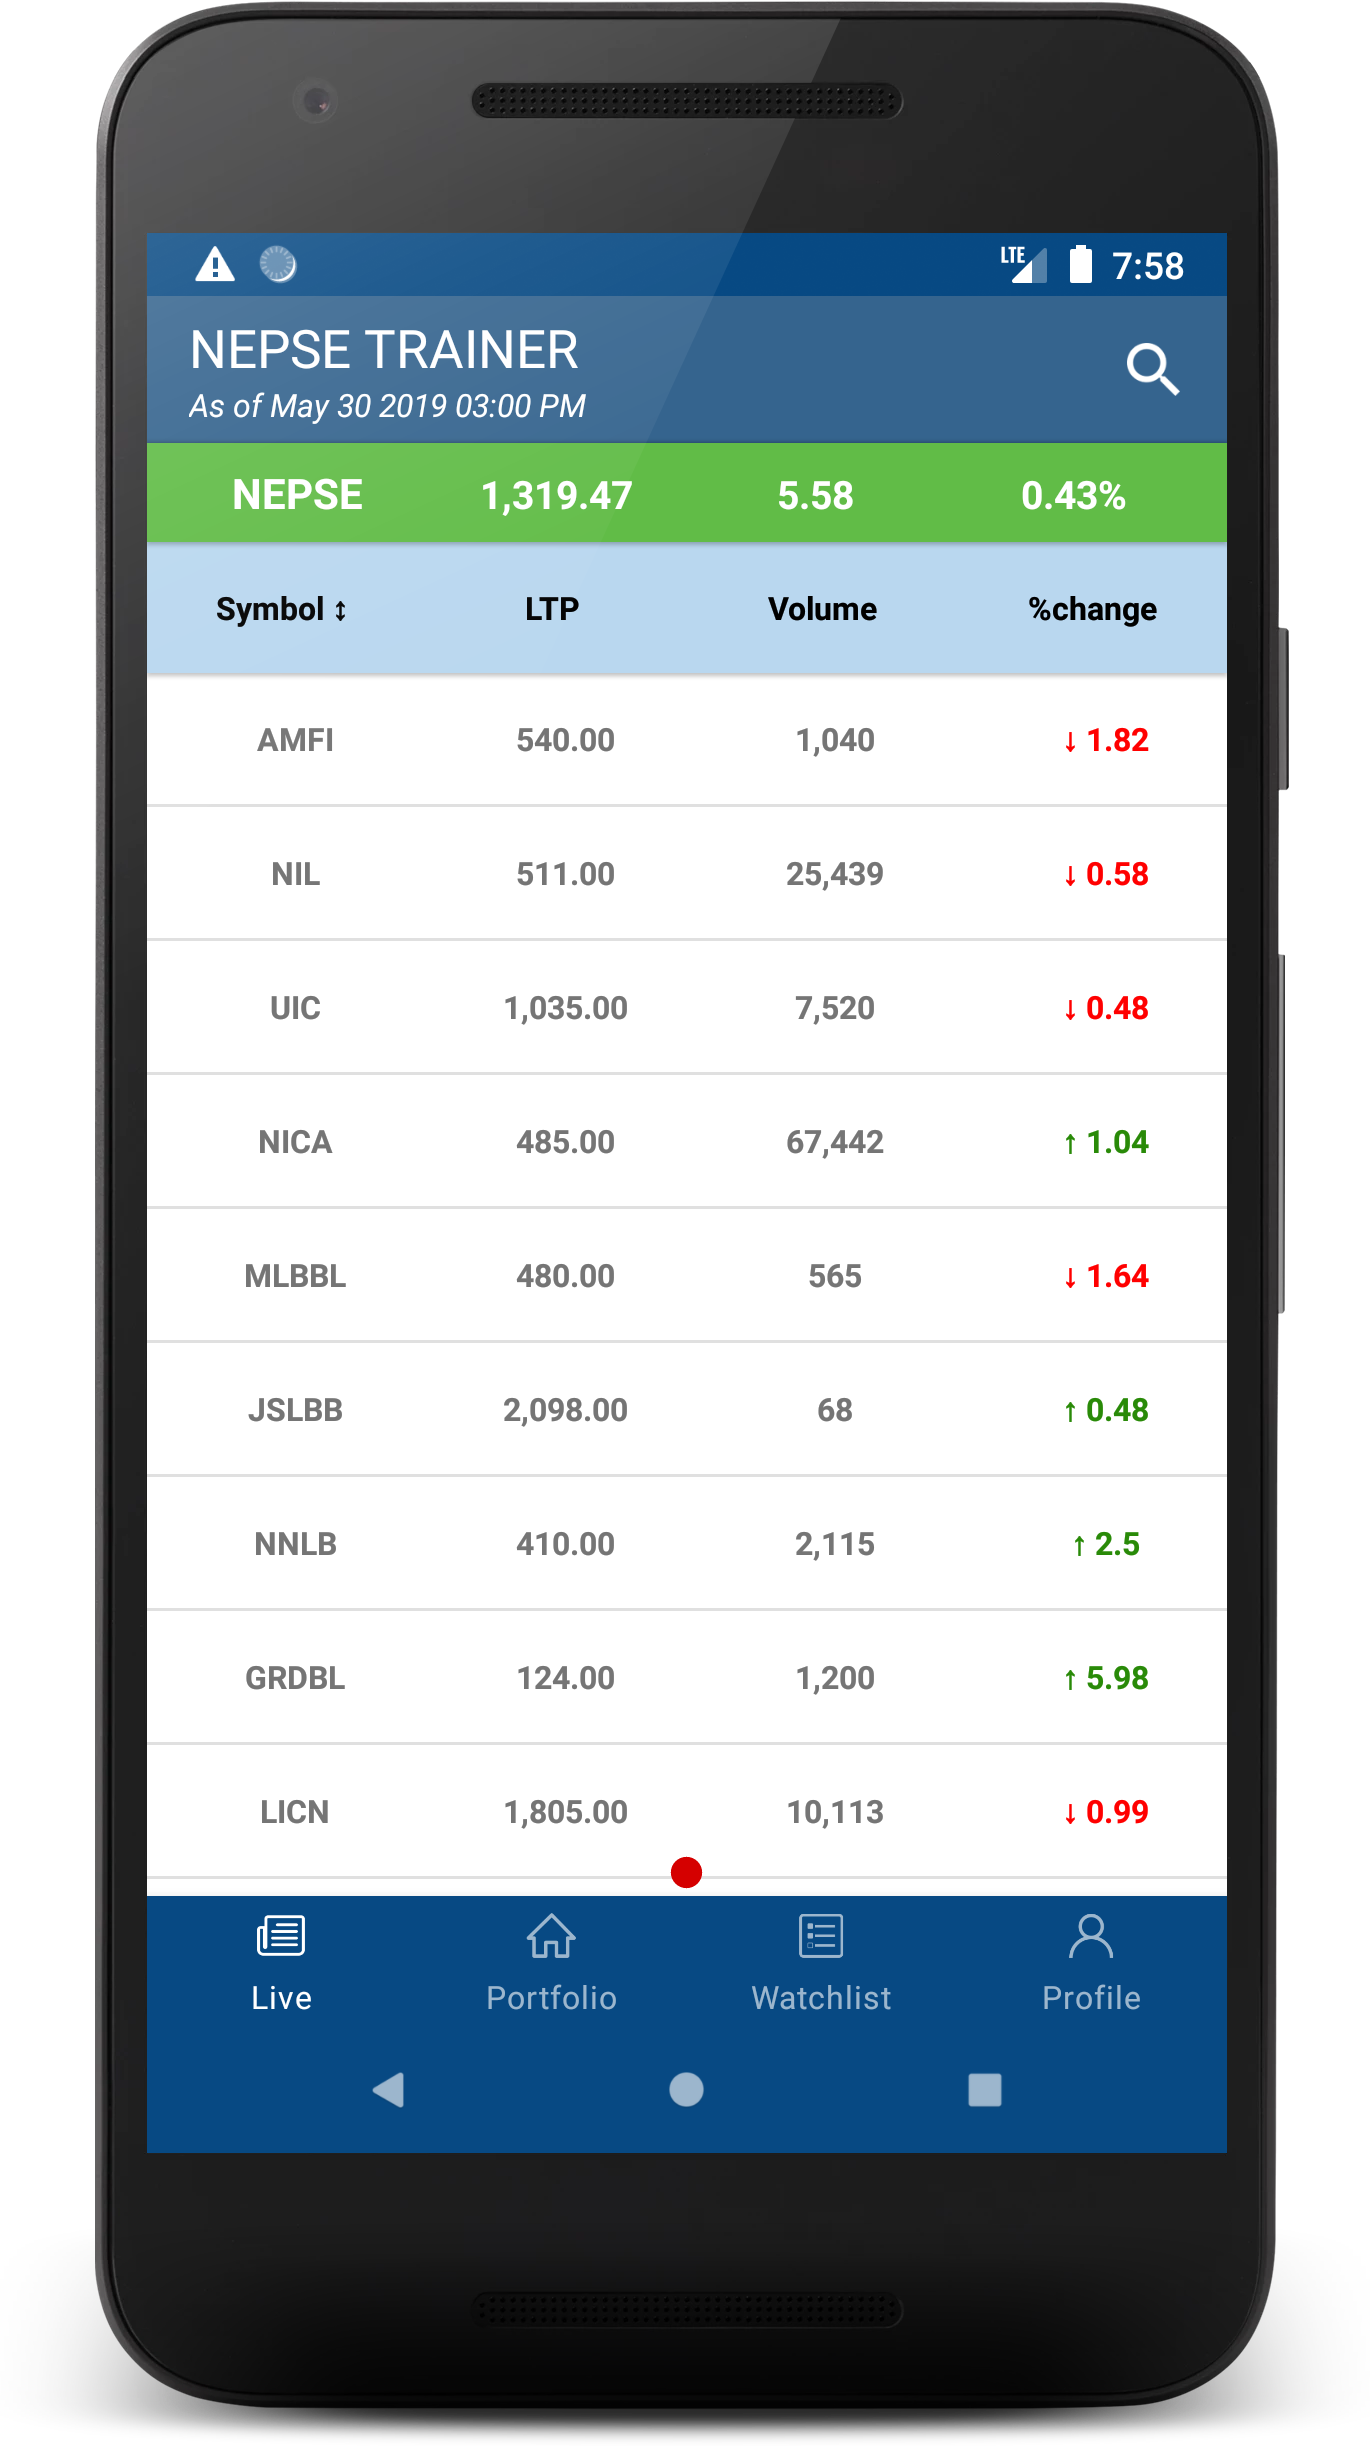 LTE 7:58
NEPSE TRAINER
As of May 30 2019 03:00 PM
NEPSE 1,319.47 5.58 0.43%
Symbol ↕ LTP Volume %change
AMFI 540.00 1,040 ↓ 1.82
NIL 511.00 25,439 ↓ 0.58
UIC 1,035.00 7,520 ↓ 0.48
NICA 485.00 67,442 ↑ 1.04
MLBBL 480.00 565 ↓ 1.64
JSLBB 2,098.00 68 ↑ 0.48
NNLB 410.00 2,115 ↑ 2.5
GRDBL 124.00 1,200 ↑ 5.98
LICN 1,805.00 10,113 ↓ 0.99
Live Portfolio Watchlist Profile